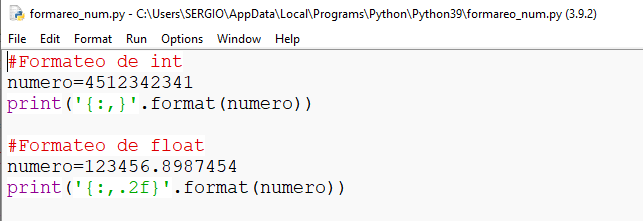 formareo_num.py - C:\Users\SERGIO\AppData\Local\Programs\Python\Python39\formareo_num.py (3.9.2)
File Edit Format Run Options Window Help
#Formateo de int
numero=4512342341
print('{:,}'.format(numero))
#Formateo de float
numero=123456.8987454
print('{:,.2f}'.format(numero))